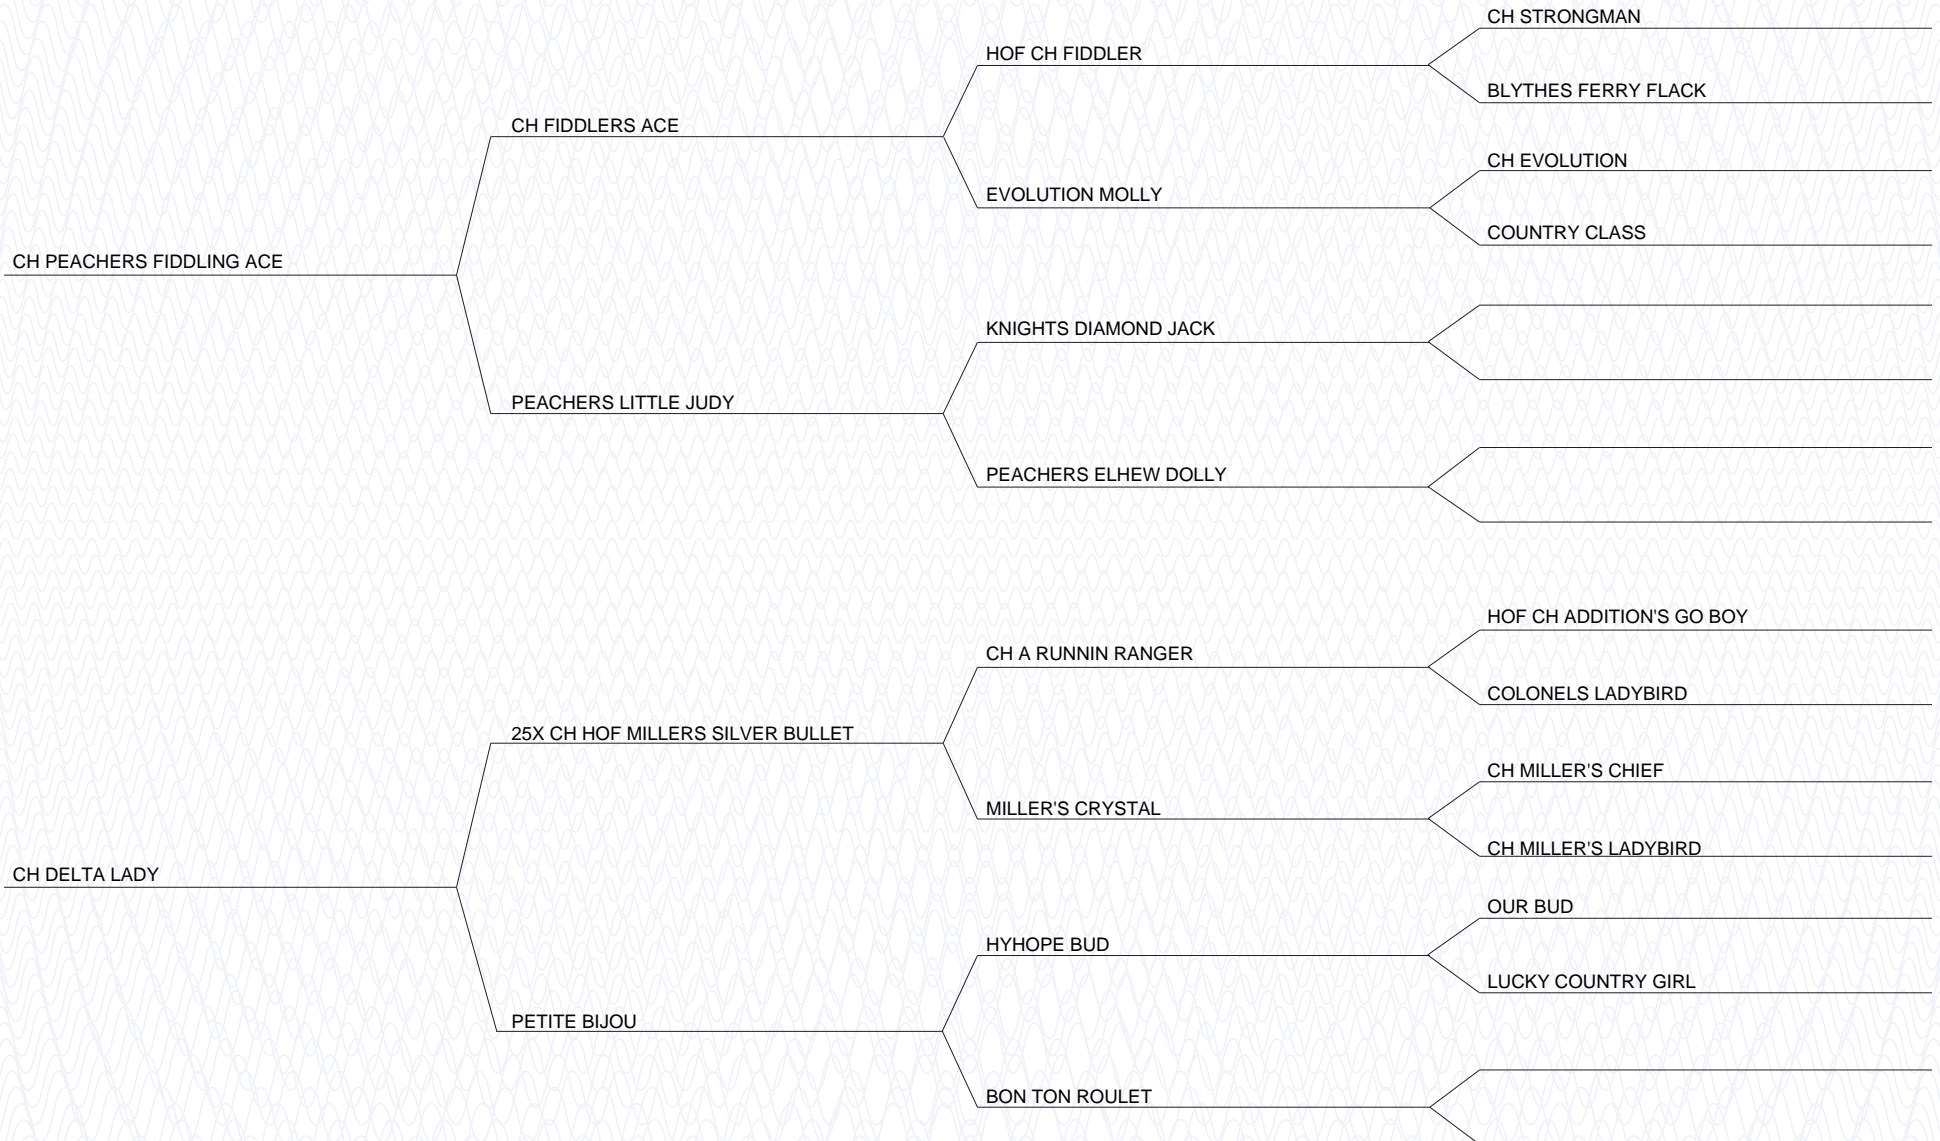 CH STRONGMAN
HOF CH FIDDLER
BLYTHES FERRY FLACK
CH FIDDLERS ACE
CH EVOLUTION
EVOLUTION MOLLY
COUNTRY CLASS
CH PEACHERS FIDDLING ACE
KNIGHTS DIAMOND JACK
PEACHERS LITTLE JUDY
PEACHERS ELHEW DOLLY
HOF CH ADDITION'S GO BOY
CH A RUNNIN RANGER
COLONELS LADYBIRD
25X CH HOF MILLERS SILVER BULLET
CH MILLER'S CHIEF
MILLER'S CRYSTAL
CH MILLER'S LADYBIRD
CH DELTA LADY
OUR BUD
HYHOPE BUD
LUCKY COUNTRY GIRL
PETITE BIJOU
BON TON ROULET